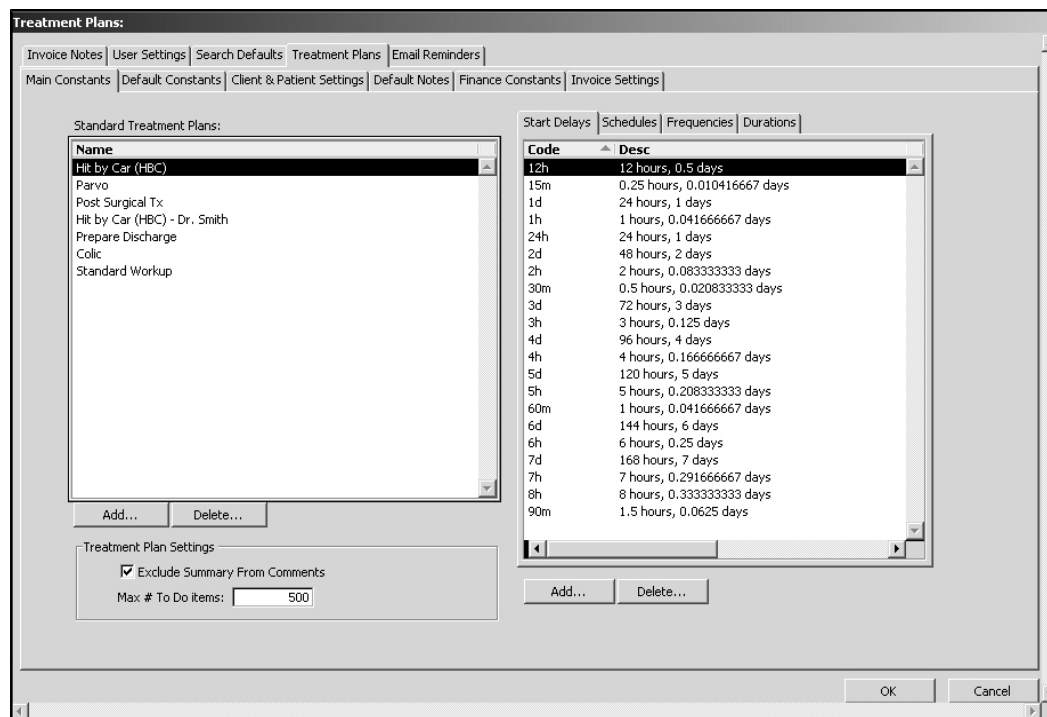 Treatment Plans:
Invoice Notes User Settings Search Defaults Treatment Plans Email Reminders
Main Constants Default Constants Client & Patient Settings Default Notes Finance Constants Invoice Settings
Standard Treatment Plans:
Name
Hit by Car (HBC)
Parvo
Post Surgical Tx
Hit by Car (HBC) - Dr. Smith
Prepare Discharge
Colic
Standard Workup
Add... Delete...
Treatment Plan Settings
Exclude Summary From Comments
Max # To Do items: 500
Start Delays Schedules Frequencies Durations
Code Desc
12h 12 hours, 0.5 days
15m 0.25 hours, 0.010416667 days
1d 24 hours, 1 days
1h 1 hours, 0.041666667 days
24h 24 hours, 1 days
2d 48 hours, 2 days
2h 2 hours, 0.083333333 days
30m 0.5 hours, 0.020833333 days
3d 72 hours, 3 days
3h 3 hours, 0.125 days
4d 96 hours, 4 days
4h 4 hours, 0.166666667 days
5d 120 hours, 5 days
5h 5 hours, 0.208333333 days
60m 1 hours, 0.041666667 days
6d 144 hours, 6 days
6h 6 hours, 0.25 days
7d 168 hours, 7 days
7h 7 hours, 0.291666667 days
8h 8 hours, 0.333333333 days
90m 1.5 hours, 0.0625 days
Add... Delete...
OK Cancel